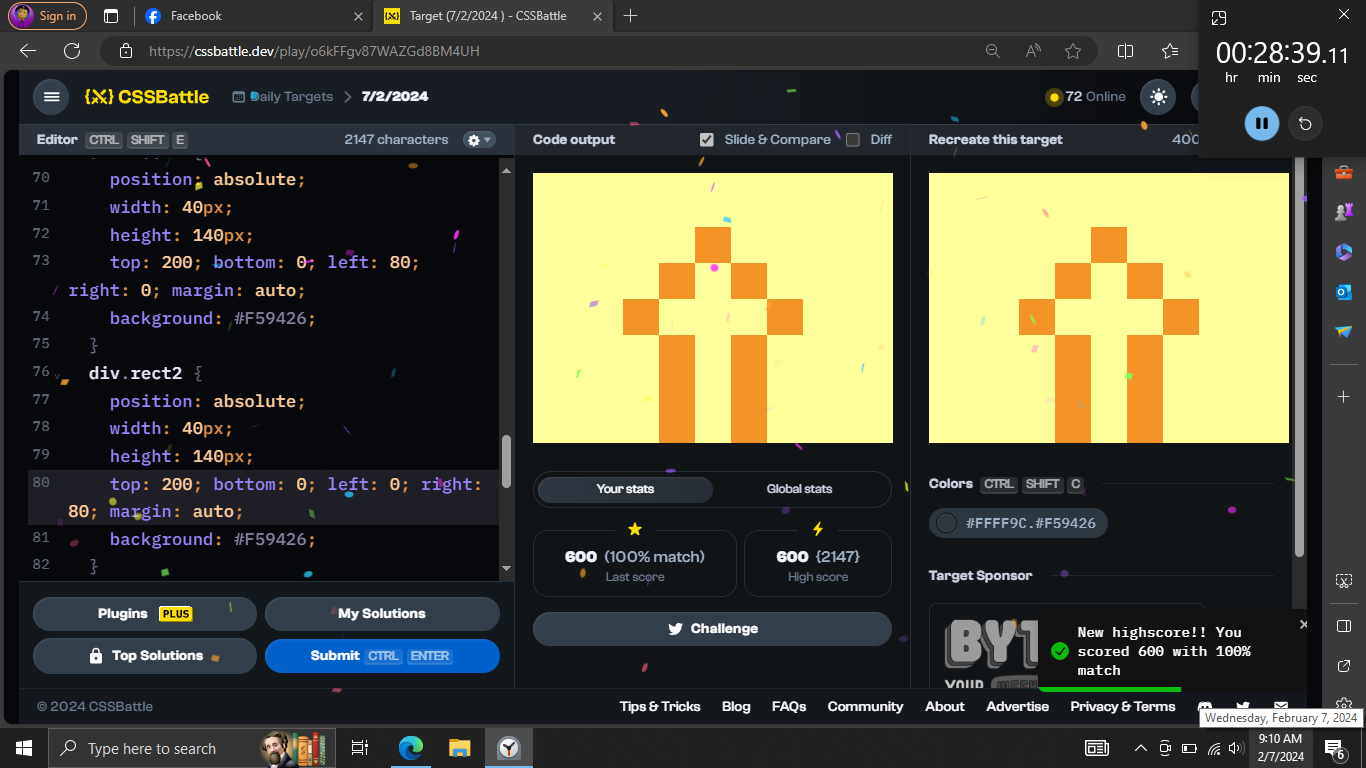 Sign in
Facebook
Target (7/2/2024 ) - CSSBattle
https://cssbattle.dev/play/o6kFFgv87WAZGd8BM4UH
00:28:39.11
hr min sec
CSSBattle
Daily Targets
7/2/2024
72 Online
Editor CTRL SHIFT E
2147 characters
Code output
Slide & Compare
Diff
Recreate this target
400
70
position: absolute;
71 width: 40px;
72 height: 140px;
73 top: 200; bottom: 0; left: 80;
right: 0; margin: auto;
74 background: #F59426;
75 }
76 div.rect2 {
77 position: absolute;
78 width: 40px;
79 height: 140px;
80 top: 200; bottom: 0; left: 0; right:
80; margin: auto;
81 background: #F59426;
82 }
Plugins PLUS
My Solutions
Top Solutions
Submit CTRL ENTER
Your stats
Global stats
600 (100% match)
Last score
600 {2147}
High score
Challenge
Colors CTRL SHIFT C
#FFFF9C.#F59426
Target Sponsor
YOUR
New highscore!! You
scored 600 with 100%
match
© 2024 CSSBattle
Tips & Tricks
Blog
FAQs
Community
About
Advertise
Privacy & Terms
Wednesday, February 7, 2024
Type here to search
9:10 AM
2/7/2024
6